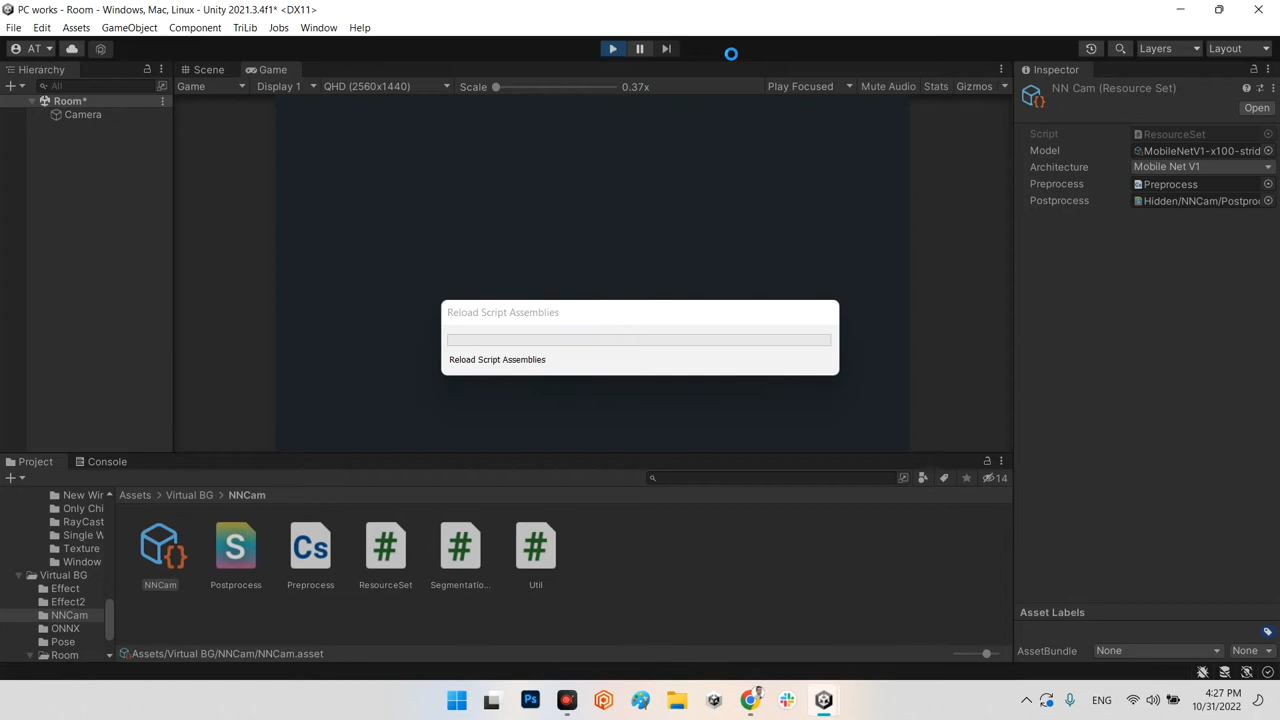 PC works - Room - Windows, Mac, Linux - Unity 2021.3.4f1* <DX11>
File Edit Assets GameObject Component TriLib Jobs Window Help
AT Layers Layout
Hierarchy Scene Game Inspector
All Game Display 1 QHD (2560x1440) Scale 0.37x Play Focused Mute Audio Stats Gizmos
NN Cam (Resource Set)
Open
Room*
Camera
Script ResourceSet
Model MobileNetV1-x100-strid
Architecture Mobile Net V1
Preprocess Preprocess
Postprocess Hidden/NNCam/Postpro
Reload Script Assemblies
Reload Script Assemblies
Project Console
14
New Wir
Only Chi
RayCast
Single W
Texture
Window
Virtual BG
Effect
Effect2
NNCam
ONNX
Pose
Room
Assets Virtual BG NNCam
S Cs # # #
NNCam Postprocess Preprocess ResourceSet Segmentatio... Util
Assets/Virtual BG/NNCam/NNCam.asset
Asset Labels
AssetBundle None None
Ps
ENG
4:27 PM
10/31/2022